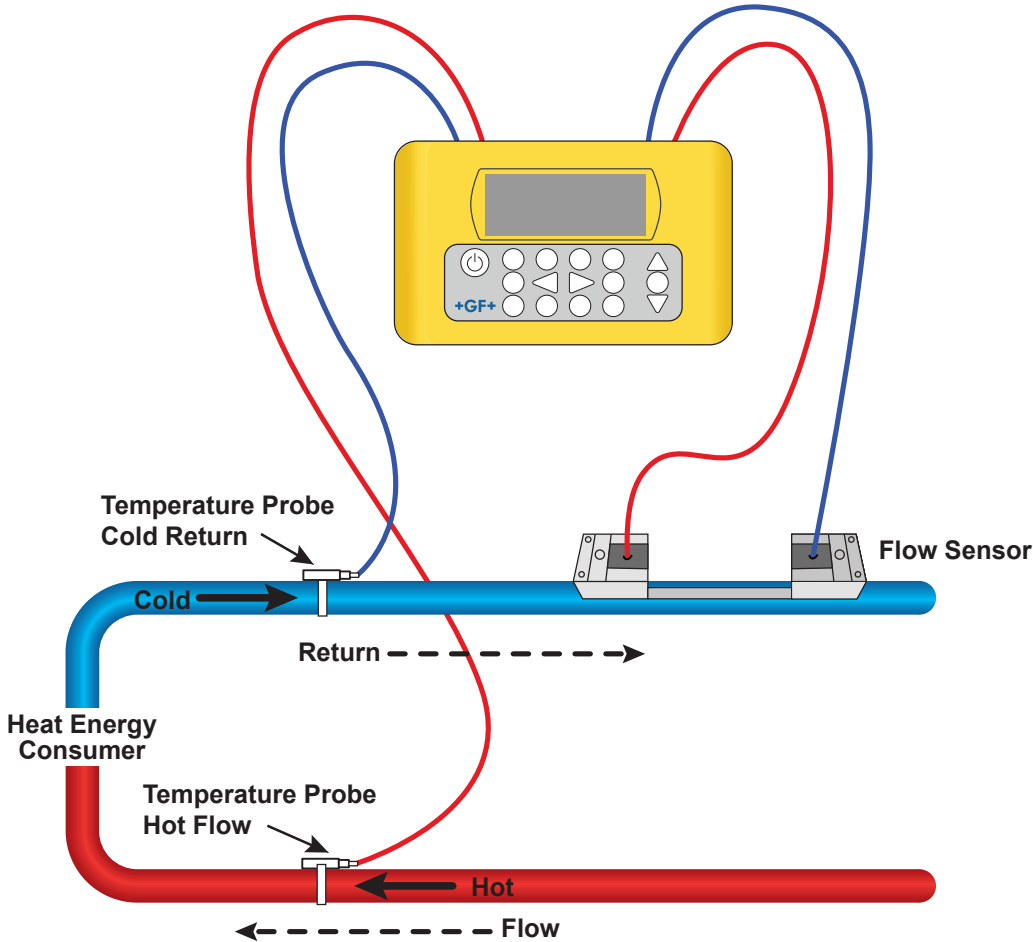 +GF+
Temperature Probe
Cold Return
Flow Sensor
Cold
Return
Heat Energy
Consumer
Temperature Probe
Hot Flow
Hot
Flow